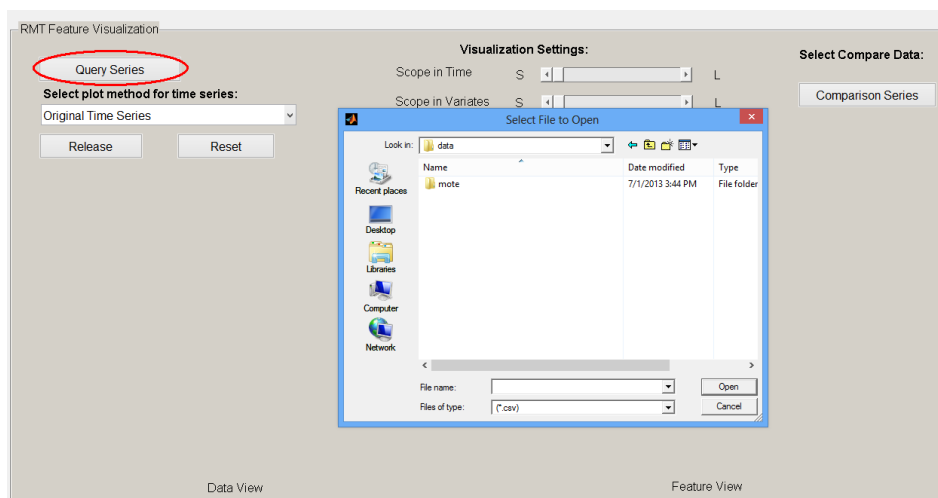 RMT Feature Visualization
Query Series
Visualization Settings:
Select Compare Data:
Scope in Time S L
Select plot method for time series:
Scope in Variates S L
Comparison Series
Original Time Series
Release Reset
Select File to Open
Look in: data
Name Date modified Type
mote 7/1/2013 3:44 PM File folder
Recent places
Desktop
Libraries
Computer
Network
File name: Open
Files of type: (*.csv) Cancel
Data View Feature View